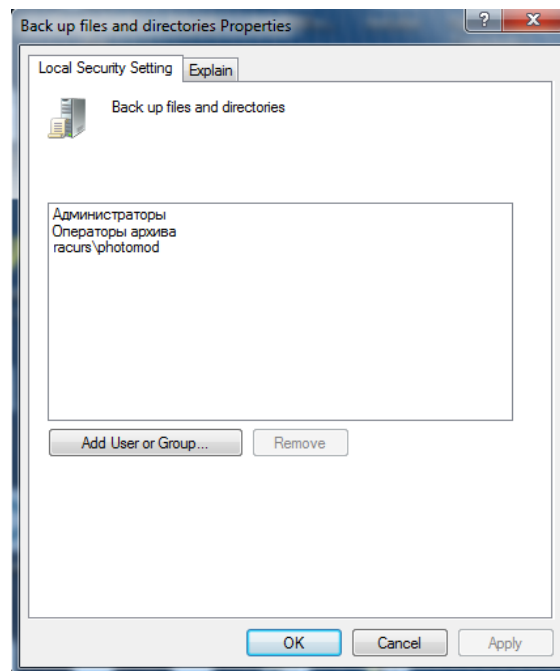 Back up files and directories Properties
Local Security Setting
Explain
Back up files and directories
Администраторы
Операторы архива
racurs\photomod
Add User or Group...
Remove
OK
Cancel
Apply